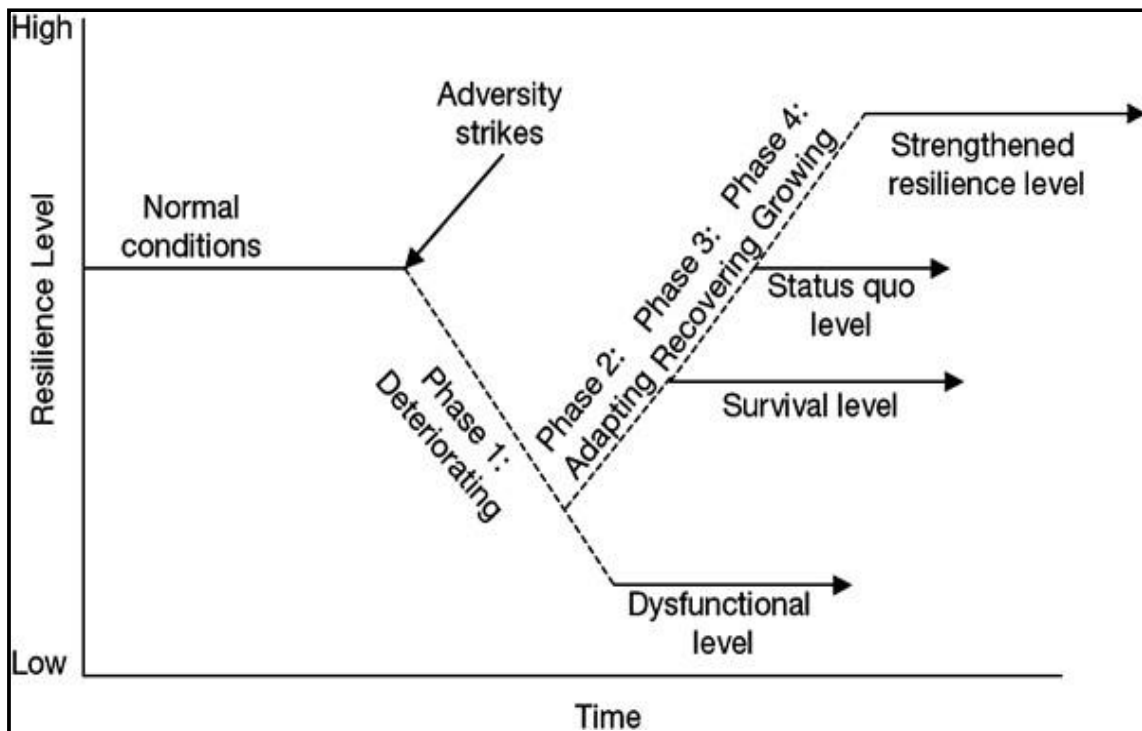 High
Adversity
strikes
Normal
conditions
Resilience Level
Phase 1:
Deteriorating
Phase 2: Phase 3: Phase 4:
Adapting Recovering Growing
Strengthened
resilience level
Status quo
level
Survival level
Dysfunctional
level
Low
Time